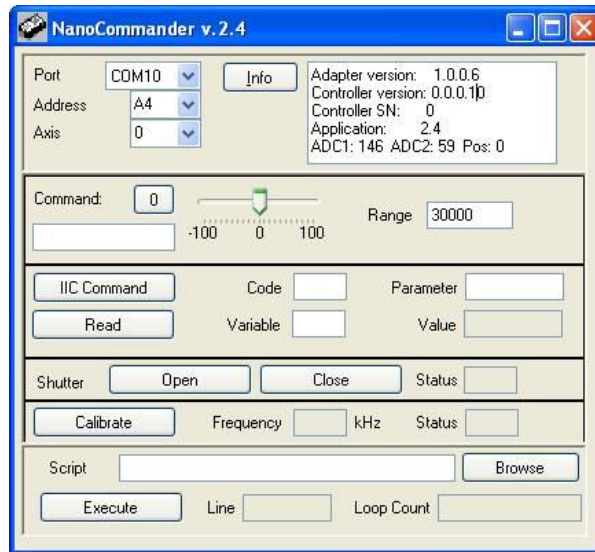 NanoCommander v.2.4
Port COM10 Info
Address A4
Axis 0
Adapter version: 1.0.0.6
Controller version: 0.0.0.10
Controller SN: 0
Application: 2.4
ADC1: 146 ADC2: 59 Pos: 0
Command: 0
-100 0 100
Range 30000
IIC Command Code Parameter
Read Variable Value
Shutter Open Close Status
Calibrate Frequency kHz Status
Script Browse
Execute Line Loop Count